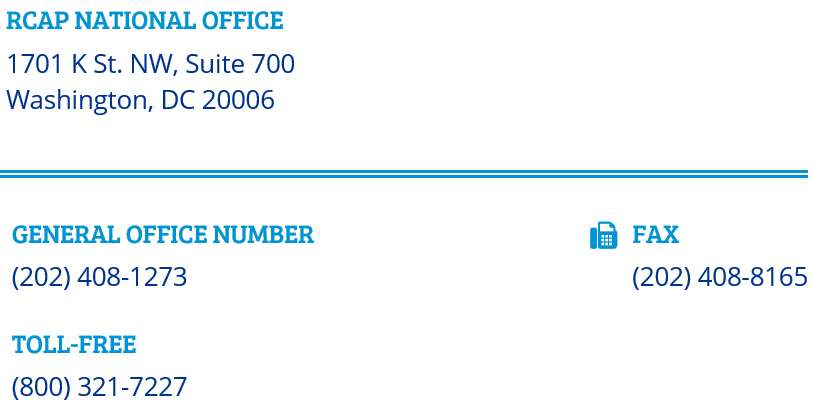 RCAP NATIONAL OFFICE
1701 K St. NW, Suite 700
Washington, DC 20006
GENERAL OFFICE NUMBER
(202) 408-1273
FAX
(202) 408-8165
TOLL-FREE
(800) 321-7227